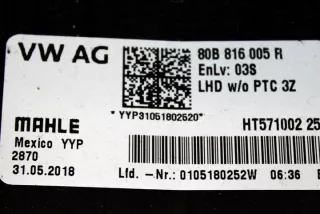 VW AG
80B 816 005 R
EnLv: 03S
LHD w/o PTC 3Z
*YYP31051802520*
MAHLE
HT571002 25
Mexico YYP
2870
31.05.2018
Lfd. -Nr.: 0105180252W 06:36